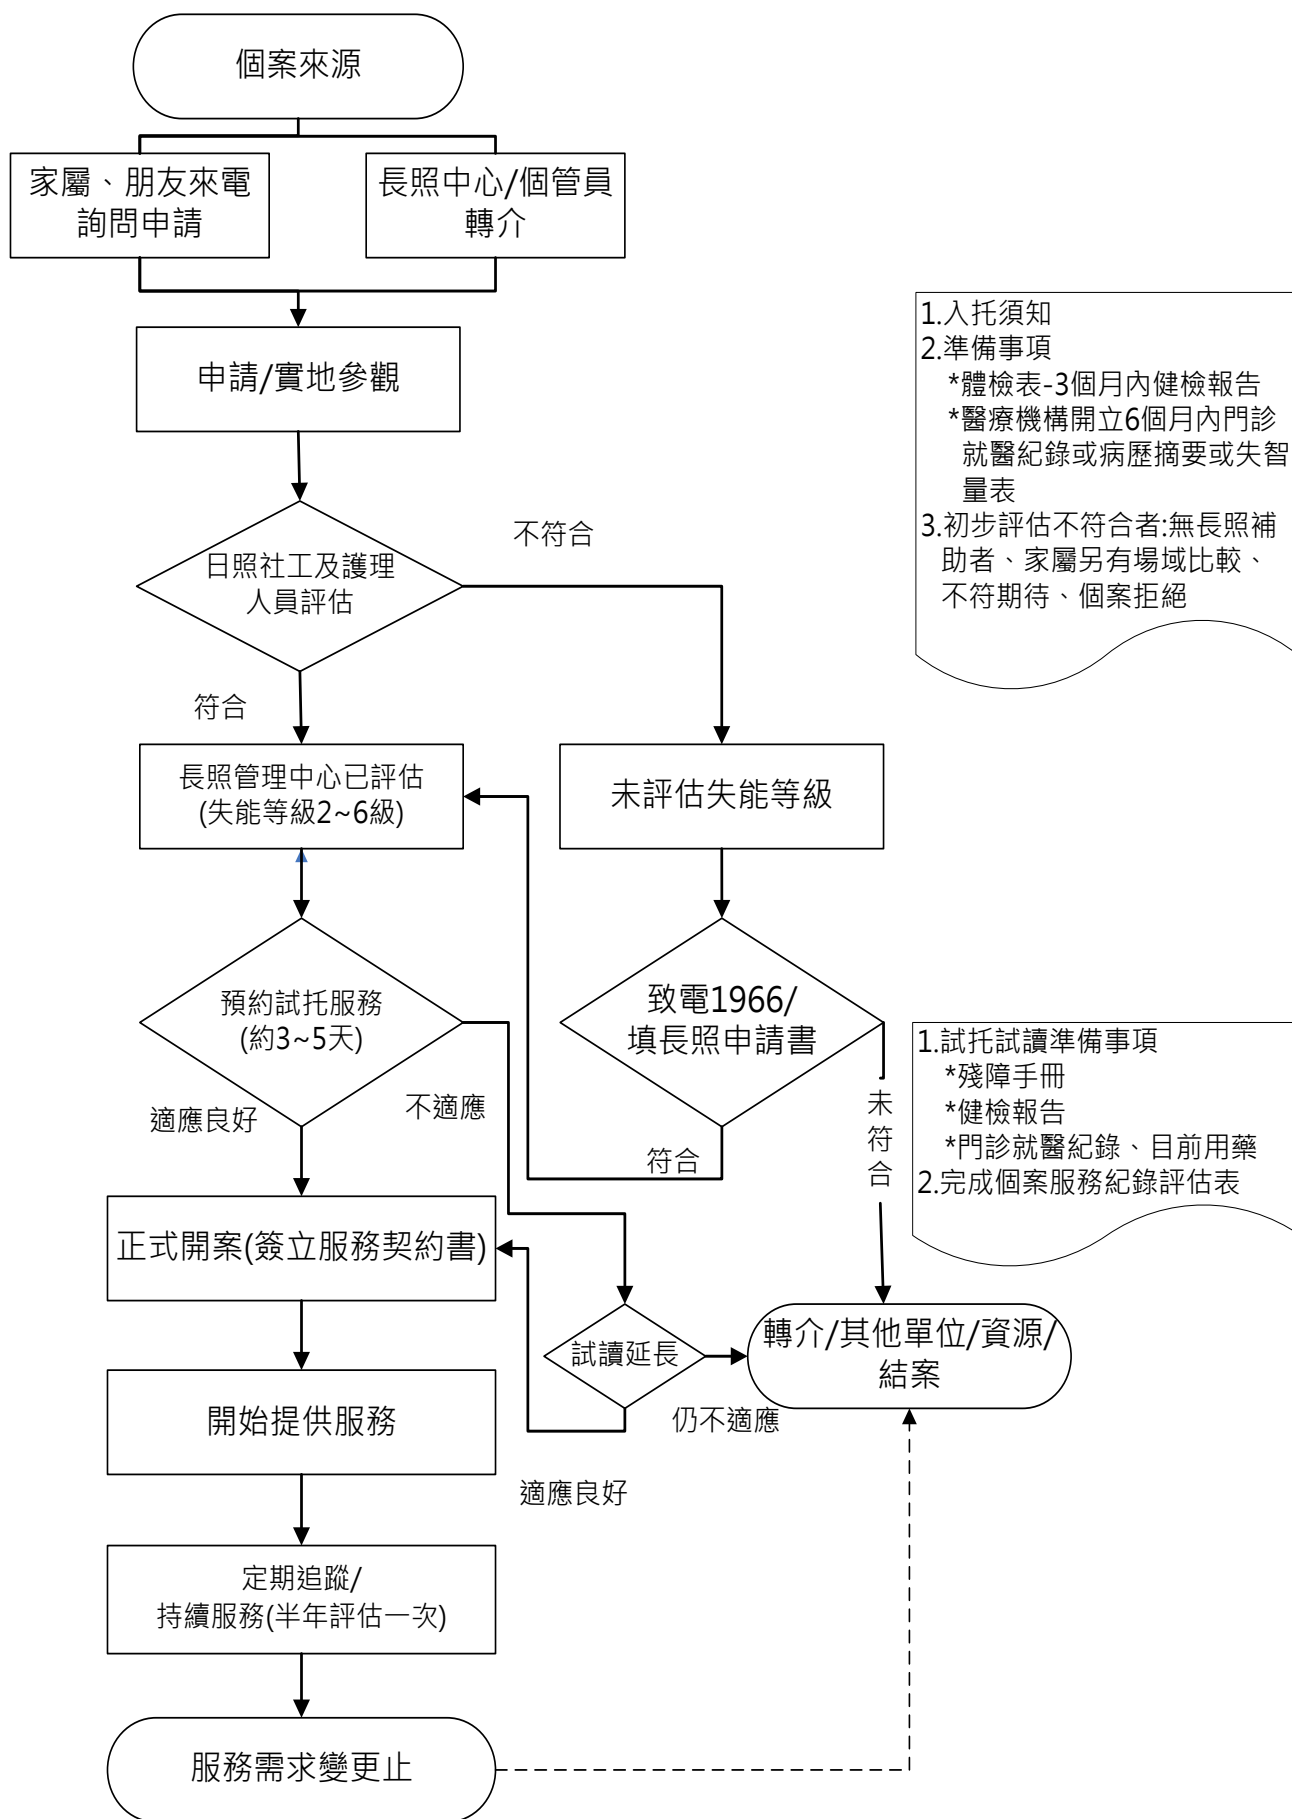 個案來源
家屬、朋友來電
詢問申請
長照中心/個管員
轉介
申請/實地參觀
1.入托須知
2.準備事項
*體檢表-3個月內健檢報告
*醫療機構開立6個月內門診
就醫紀錄或病歷摘要或失智
量表
3.初步評估不符合者:無長照補
助者、家屬另有場域比較、
不符期待、個案拒絕
日照社工及護理
人員評估
不符合
符合
長照管理中心已評估
(失能等級2~6級)
未評估失能等級
預約試托服務
(約3~5天)
致電1966/
填長照申請書
1.試托試讀準備事項
*殘障手冊
*健檢報告
*門診就醫紀錄、目前用藥
2.完成個案服務紀錄評估表
適應良好
不適應
符合
未
符
合
正式開案(簽立服務契約書)
試讀延長
轉介/其他單位/資源/
結案
開始提供服務
仍不適應
適應良好
定期追蹤/
持續服務(半年評估一次)
服務需求變更止